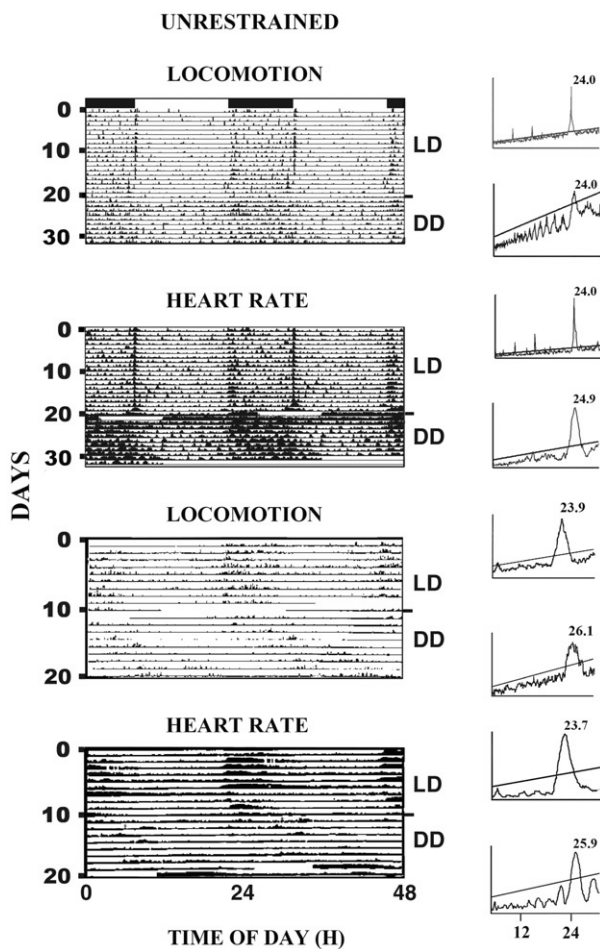 UNRESTRAINED
LOCOMOTION
0
10
20
30
LD
DD
24.0
24.0
HEART RATE
0
10
20
30
LD
DD
24.0
24.9
DAYS
LOCOMOTION
0
10
20
LD
DD
23.9
26.1
HEART RATE
0
10
20
LD
DD
23.7
25.9
0 24 48
12 24
TIME OF DAY (H)